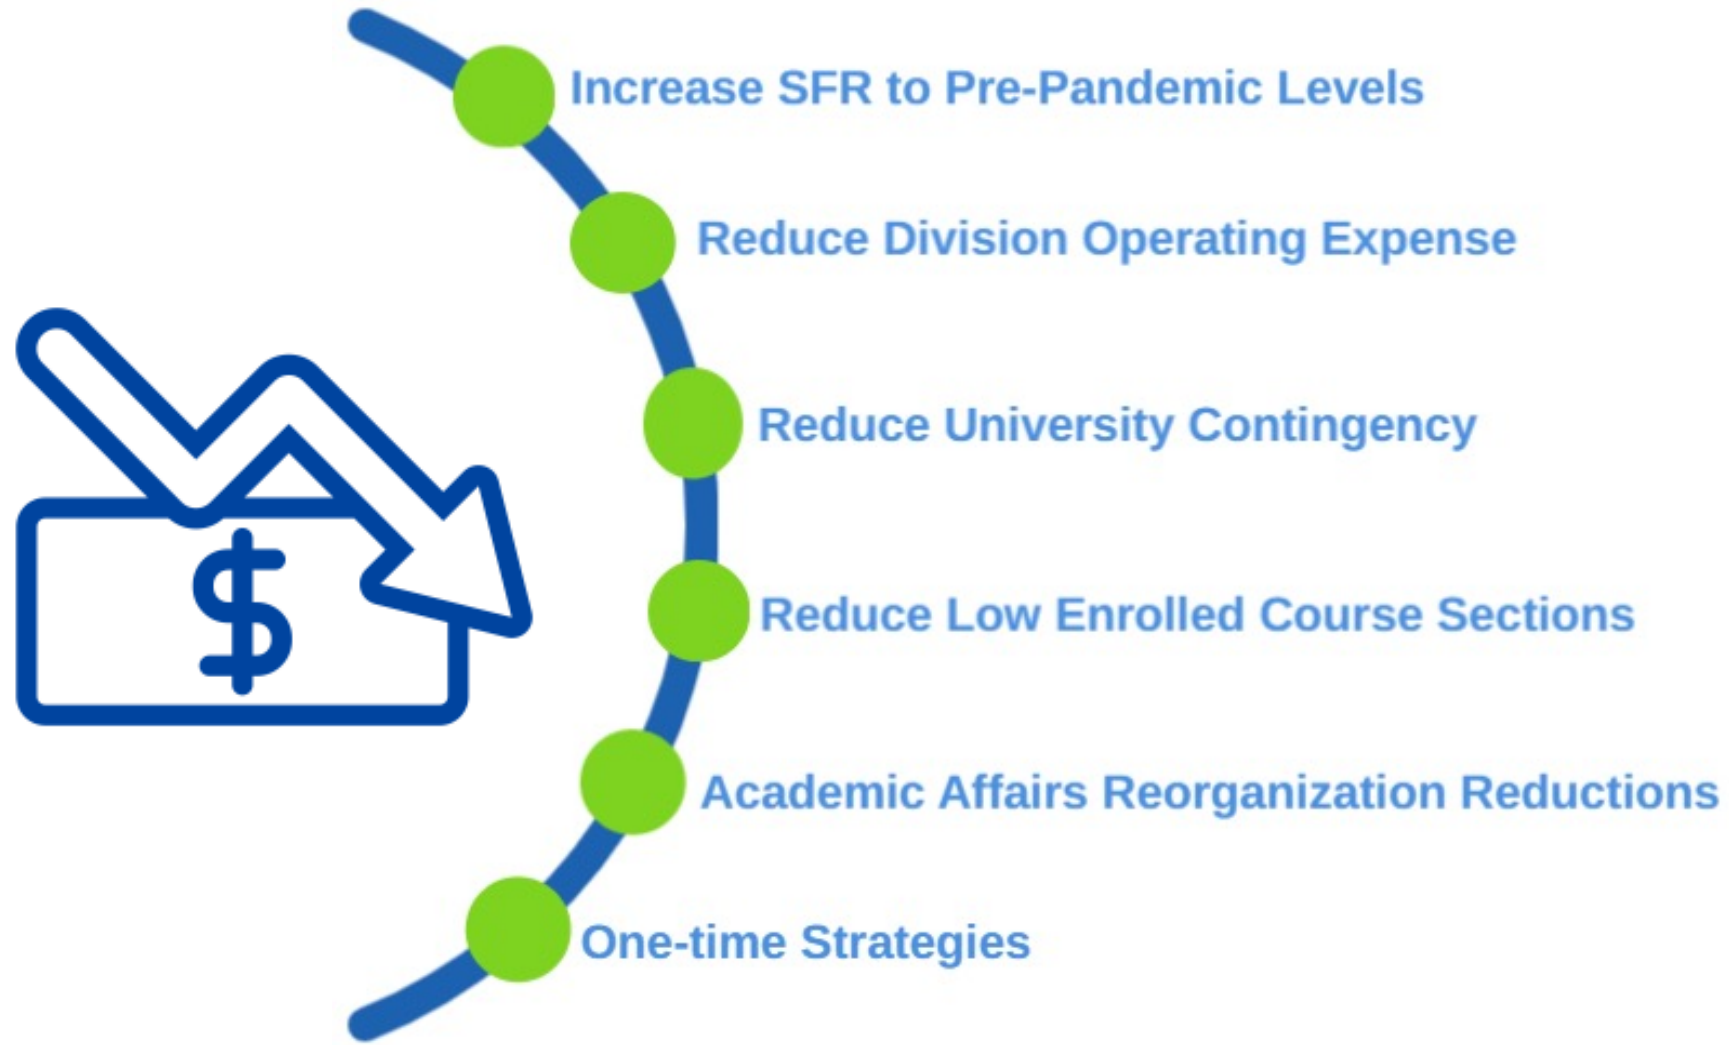 Increase SFR to Pre-Pandemic Levels
Reduce Division Operating Expense
Reduce University Contingency
$
Reduce Low Enrolled Course Sections
Academic Affairs Reorganization Reductions
One-time Strategies